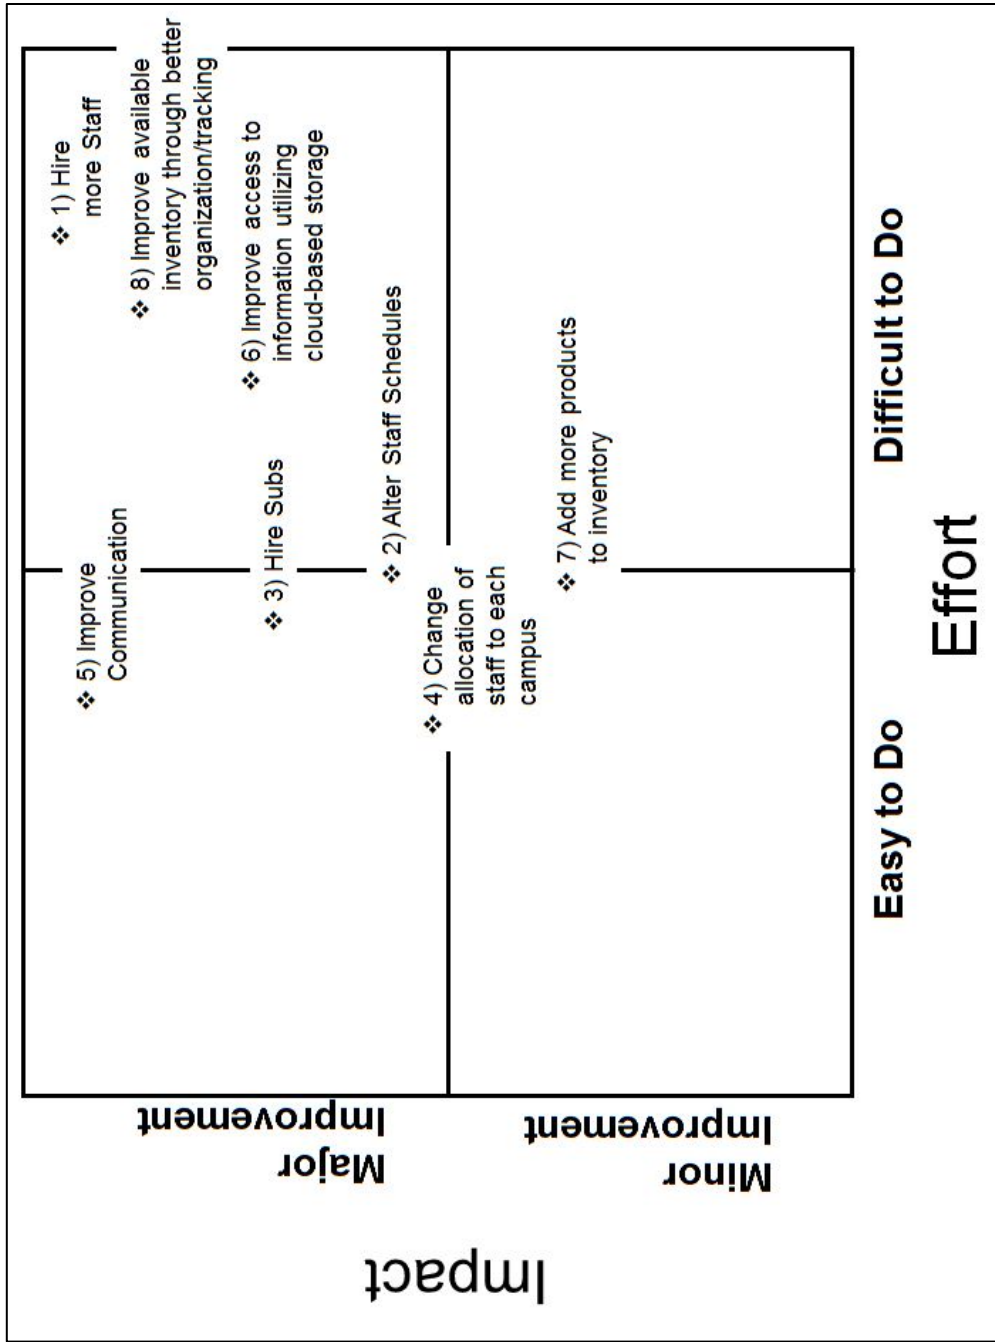 Impact
Major
Improvement
Minor
Improvement
❖ 5) Improve
Communication
❖ 1) Hire
more Staff
❖ 8) Improve available
inventory through better
organization/tracking
❖ 3) Hire Subs
❖ 6) Improve access to
information utilizing
cloud-based storage
❖ 2) Alter Staff Schedules
❖ 4) Change
allocation of
staff to each
campus
❖ 7) Add more products
to inventory
Easy to Do
Difficult to Do
Effort